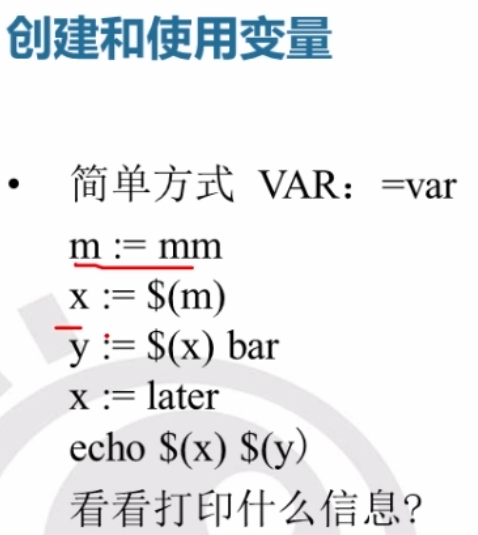 创建和使用变量
• 简单方式 VAR：=var
m := mm
x := $(m)
y := $(x) bar
x := later
echo $(x) $(y）
看看打印什么信息?